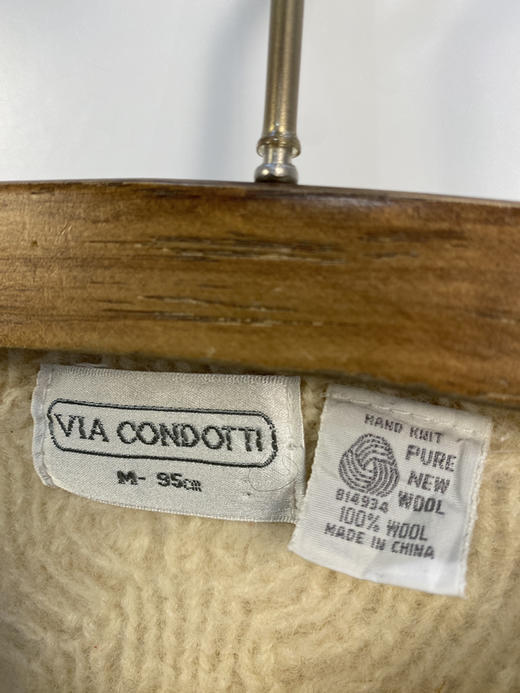 VIA CONDOTTI
M- 95cm
HAND KNIT
PURE
NEW
WOOL
814934
100% WOOL
MADE IN CHINA